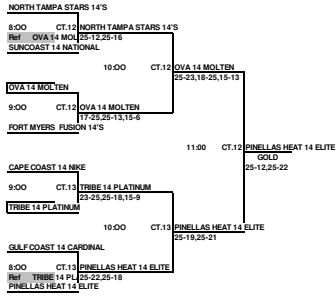 NORTH TAMPA STARS 14'S
8:00 CT.12 NORTH TAMPA STARS 14'S
Ref OVA 14 MOL 25-12,25-16
SUNCOAST 14 NATIONAL
10:00 CT.12 OVA 14 MOLTEN
25-23,18-25,15-13
OVA 14 MOLTEN
9:00 CT.12 OVA 14 MOLTEN
17-25,25-13,15-6
FORT MYERS FUSION 14'S
11:00 CT.12 PINELLAS HEAT 14 ELITE
GOLD
25-12,25-22
CAPE COAST 14 NIKE
9:00 CT.13 TRIBE 14 PLATINUM
23-25,25-18,15-9
TRIBE 14 PLATINUM
10:00 CT.13 PINELLAS HEAT 14 ELITE
25-19,25-21
GULF COAST 14 CARDINAL
8:00 CT.13 PINELLAS HEAT 14 ELITE
Ref TRIBE 14 PL 25-22,25-18
PINELLAS HEAT 14 ELITE